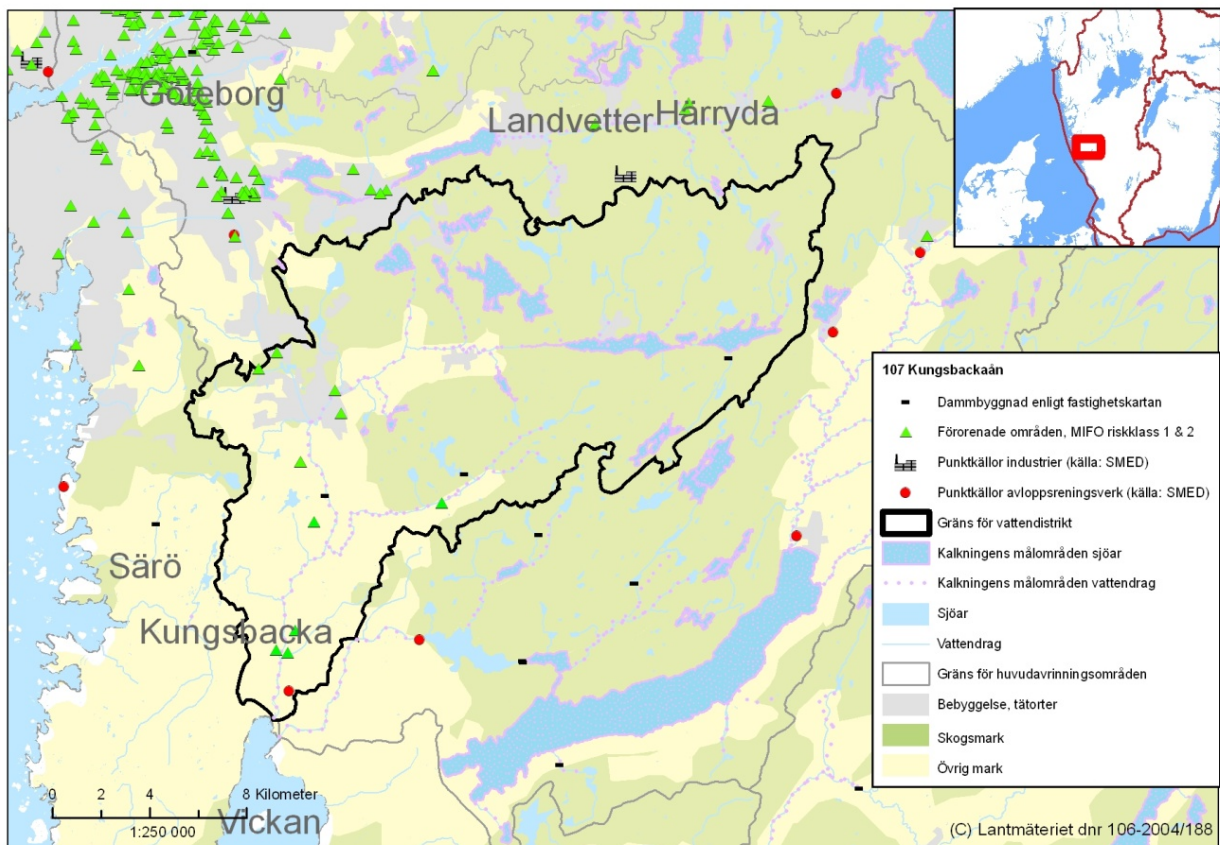 Göteborg
Landvetter
Härryda
Särö
Kungsbacka
Vickan
107 Kungsbackaån
Dammbyggnad enligt fastighetskartan
Förorenade områden, MIFO riskklass 1 & 2
Punktkällor industrier (källa: SMED)
Punktkällor avloppsreningsverk (källa: SMED)
Gräns för vattendistrikt
Kalkningens målområden sjöar
Kalkningens målområden vattendrag
Sjöar
Vattendrag
Gräns för huvudavrinningsområden
Bebyggelse, tätorter
Skogsmark
Övrig mark
0 2 4 8 Kilometer
1:250 000
(C) Lantmäteriet dnr 106-2004/188